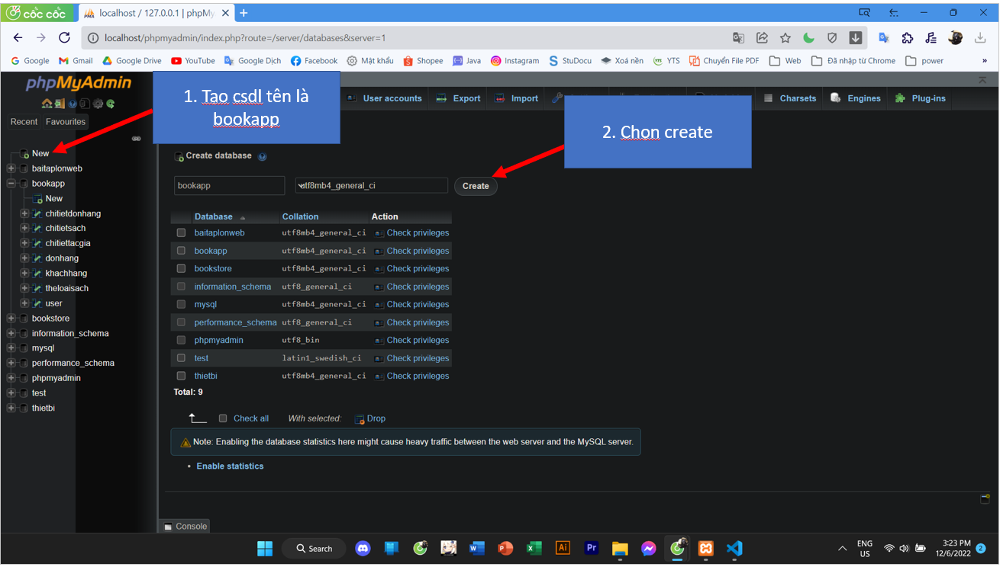 cốc cốc
localhost / 127.0.0.1 | phpMy
localhost/phpmyadmin/index.php?route=/server/databases&server=1
Google Gmail Google Drive YouTube Google Dịch Facebook Mật khẩu Shopee Java Instagram StuDocu Xoá nền YTS Chuyển File PDF Web Đã nhập từ Chrome power »
phpMyAdmin
Recent Favourites
New
baitaplonweb
bookapp
New
chitietdonhang
chitietsach
chitiettacgia
donhang
khachhang
theloaisach
user
bookstore
information_schema
mysql
performance_schema
phpmyadmin
test
thietbi
1. Tao csdl tên là
bookapp
User accounts Export Import Charsets Engines Plug-ins
2. Chon create
Create database
bookapp utf8mb4_general_ci Create
Database Collation Action
baitaplonweb utf8mb4_general_ci Check privileges
bookapp utf8mb4_general_ci Check privileges
bookstore utf8mb4_general_ci Check privileges
information_schema utf8_general_ci Check privileges
mysql utf8mb4_general_ci Check privileges
performance_schema utf8_general_ci Check privileges
phpmyadmin utf8_bin Check privileges
test latin1_swedish_ci Check privileges
thietbi utf8mb4_general_ci Check privileges
Total: 9
Check all With selected: Drop
Note: Enabling the database statistics here might cause heavy traffic between the web server and the MySQL server.
Enable statistics
Console
Search
ENG
US
3:23 PM
12/6/2022
2